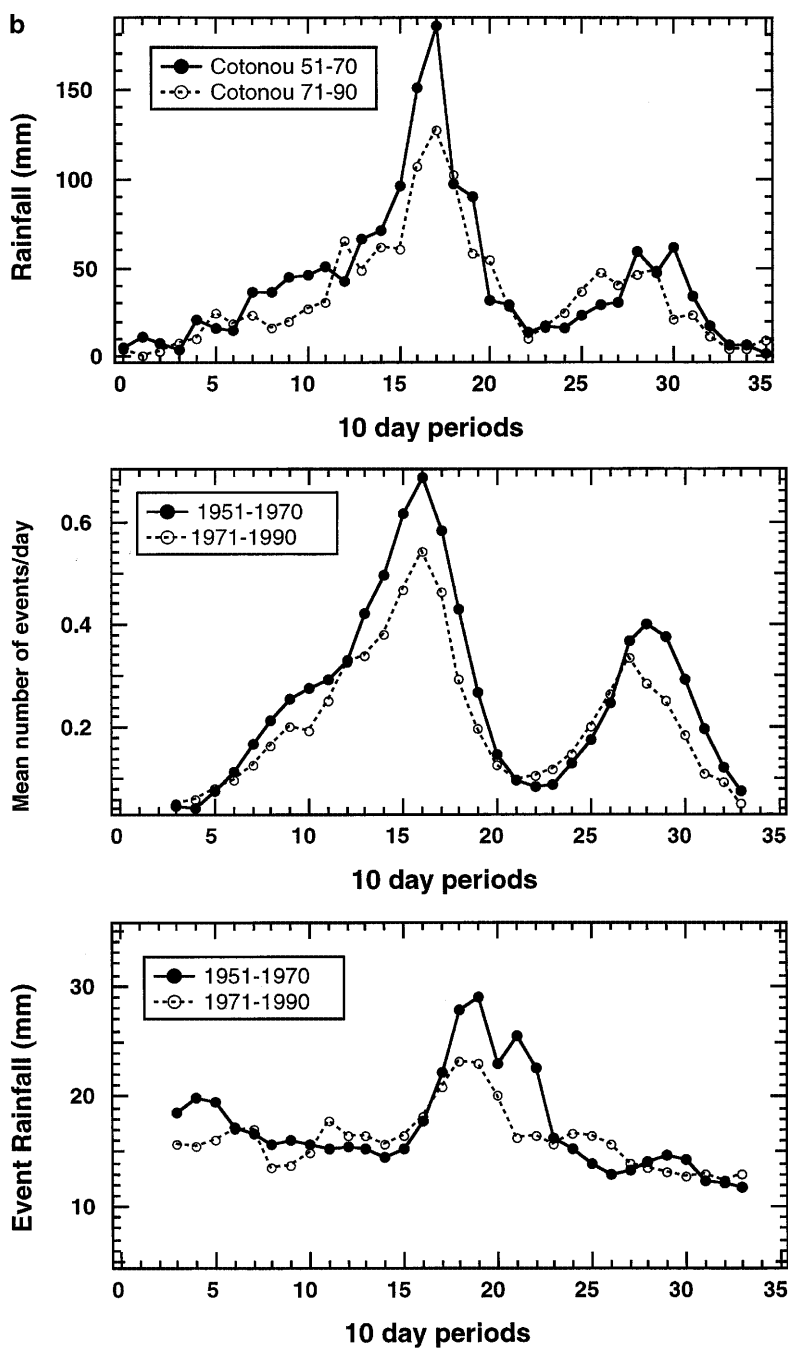 b
Cotonou 51-70
Cotonou 71-90
Rainfall (mm)
150
100
50
0
0 5 10 15 20 25 30 35
10 day periods
1951-1970
1971-1990
Mean number of events/day
0.6
0.4
0.2
0 5 10 15 20 25 30 35
10 day periods
1951-1970
1971-1990
Event Rainfall (mm)
30
20
10
0 5 10 15 20 25 30 35
10 day periods